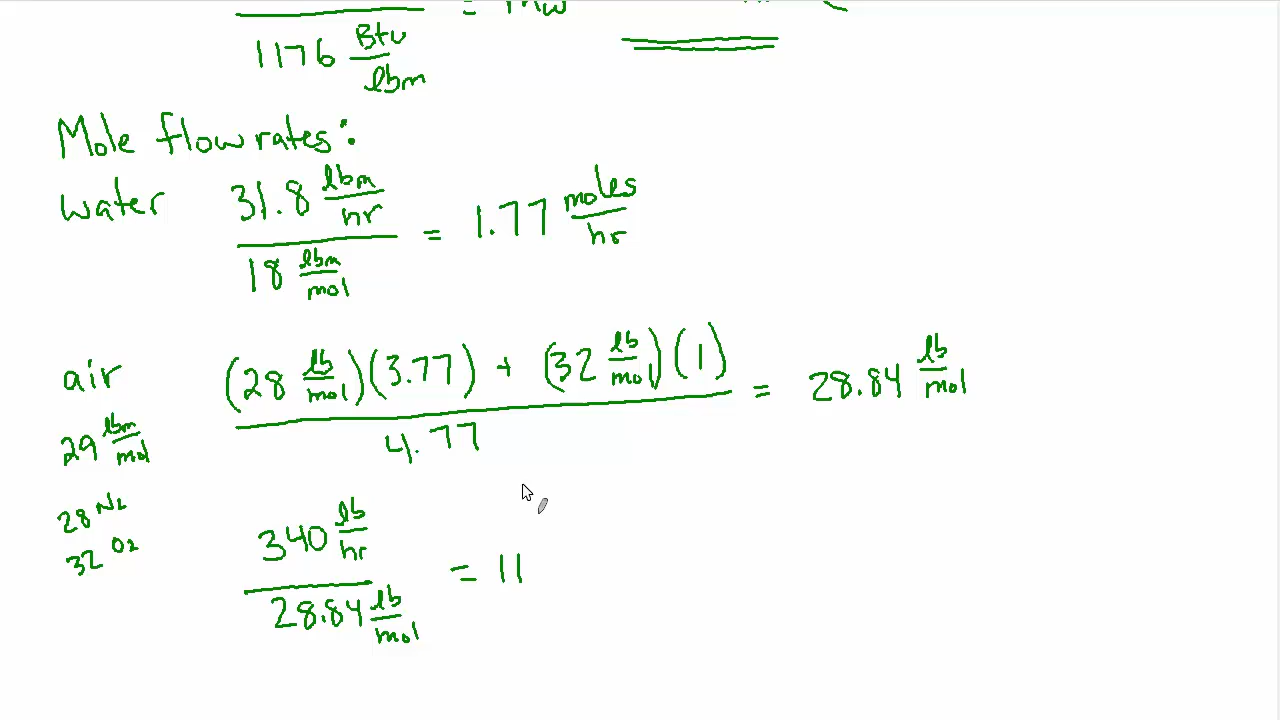 1176 Btu/lbm = mw
Mole flow rates:
water 31.8 lbm/hr / 18 lbm/mol = 1.77 moles/hr
air (28 lb/mol)(3.77) + (32 lb/mol)(1) / 4.77 = 28.84 lb/mol
29 lbm/mol
28 N2
32 O2
340 lb/hr / 28.84 lb/mol = 11